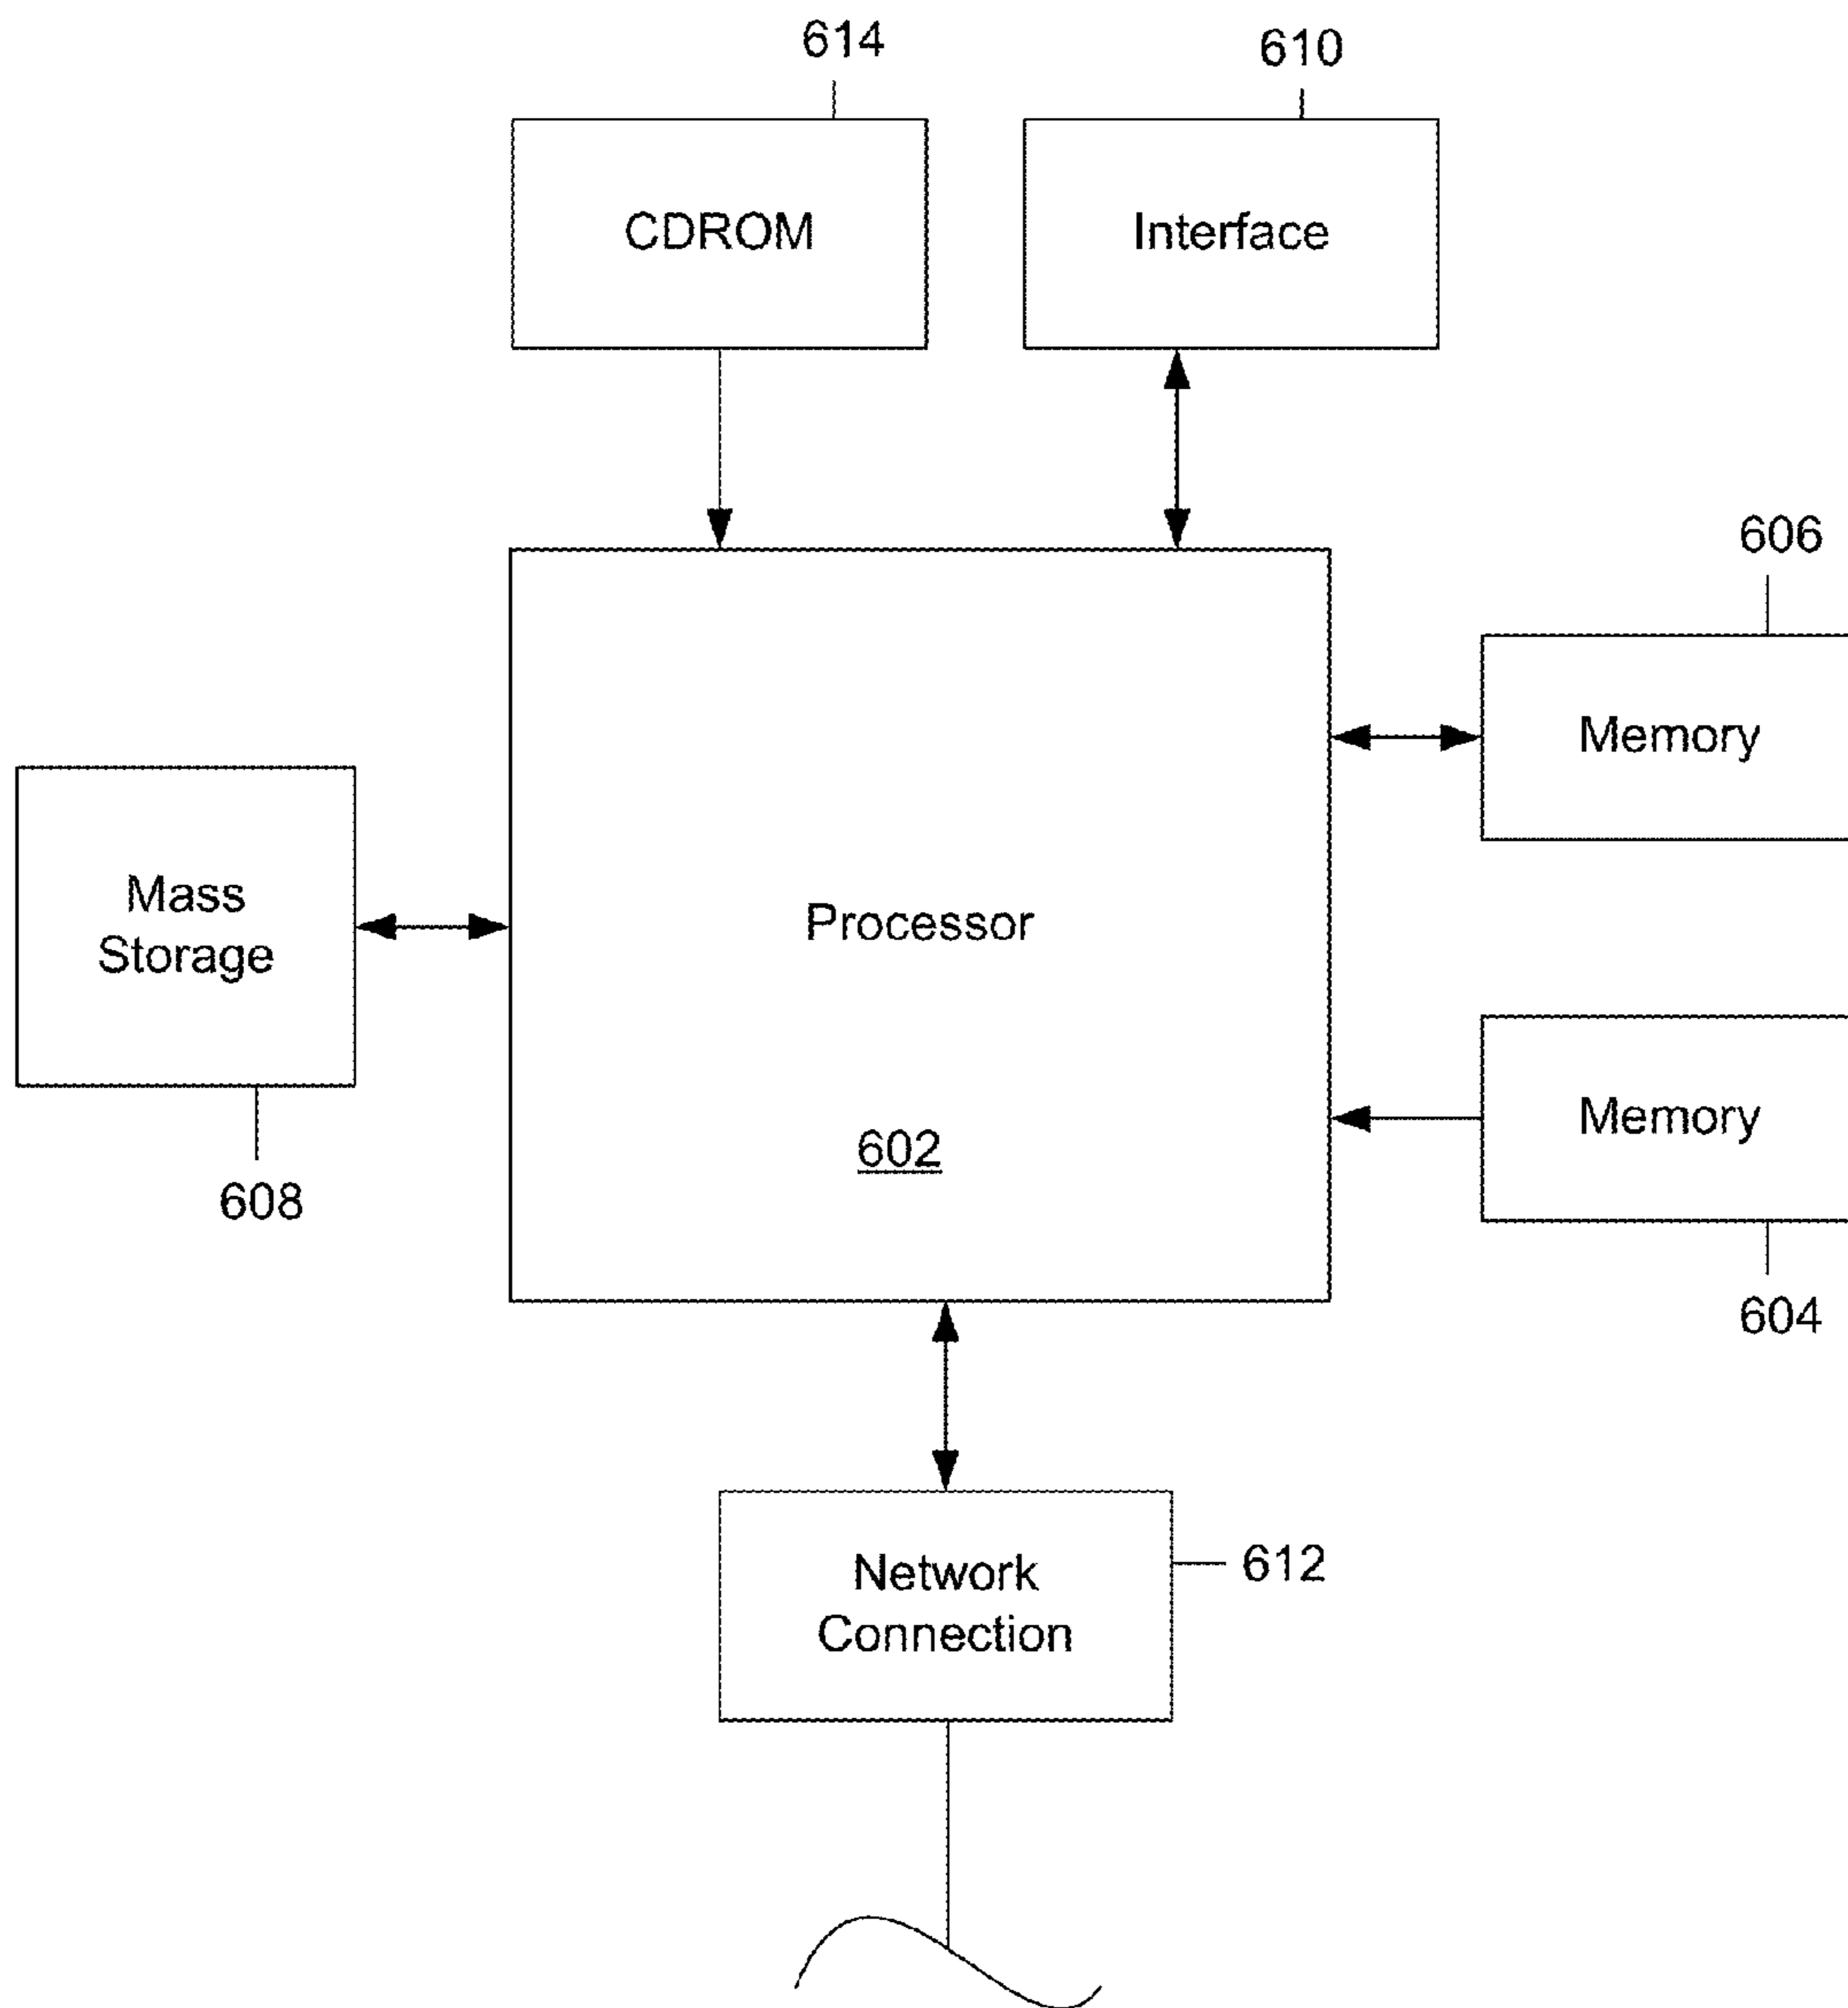 614
610
CDROM
Interface
606
Memory
Mass
Storage
Processor
Memory
602
608
604
Network
Connection
612